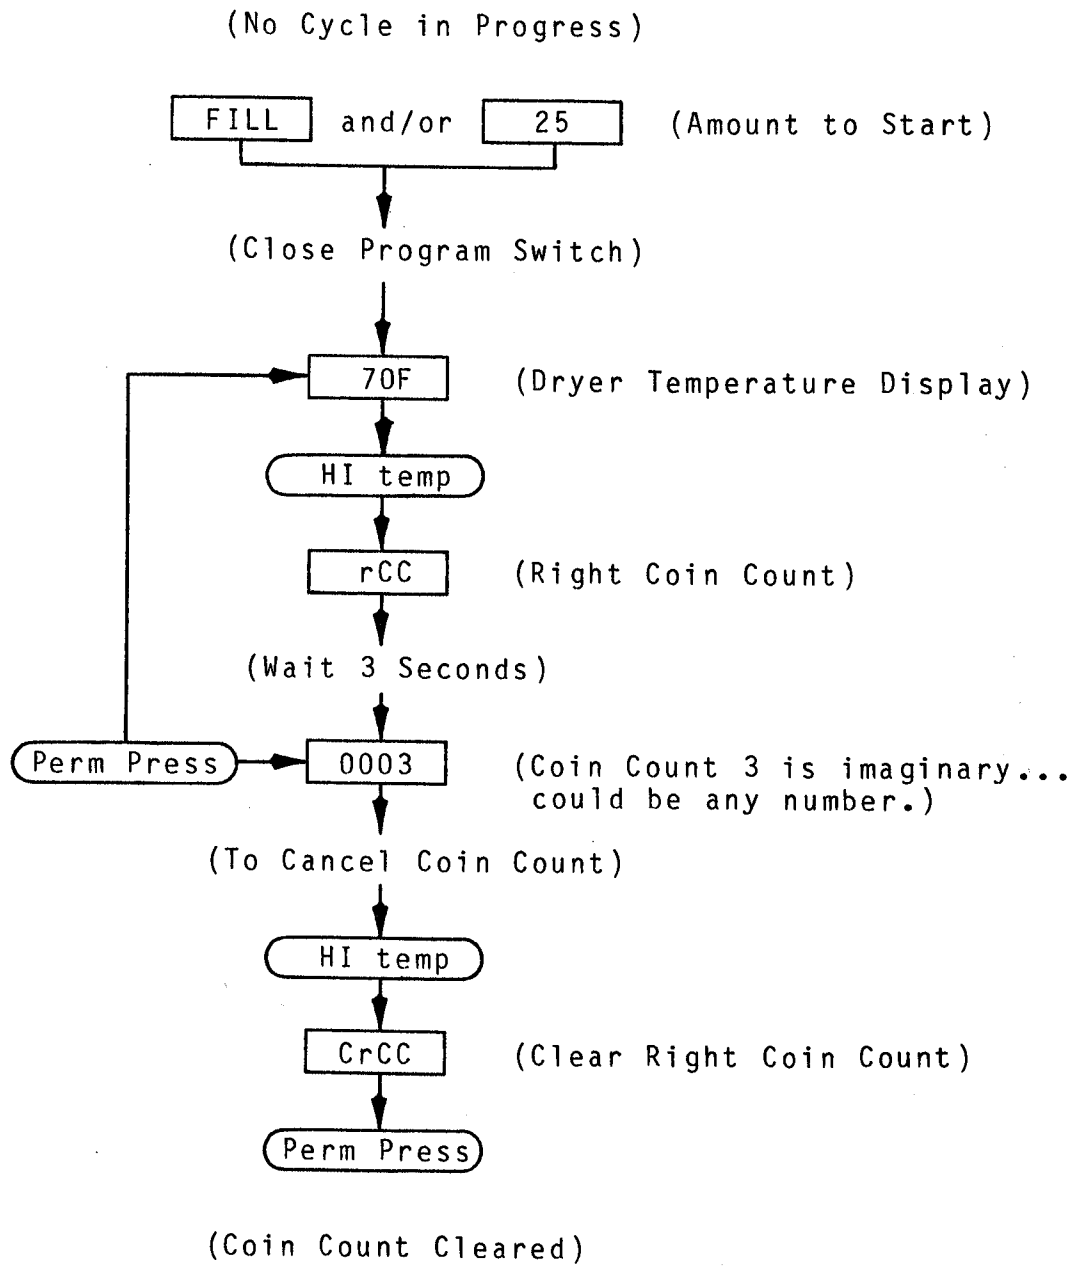 (No Cycle in Progress)
FILL and/or 25 (Amount to Start)
(Close Program Switch)
70F (Dryer Temperature Display)
HI temp
rCC (Right Coin Count)
(Wait 3 Seconds)
Perm Press 0003 (Coin Count 3 is imaginary...
could be any number.)
(To Cancel Coin Count)
HI temp
CrCC (Clear Right Coin Count)
Perm Press
(Coin Count Cleared)